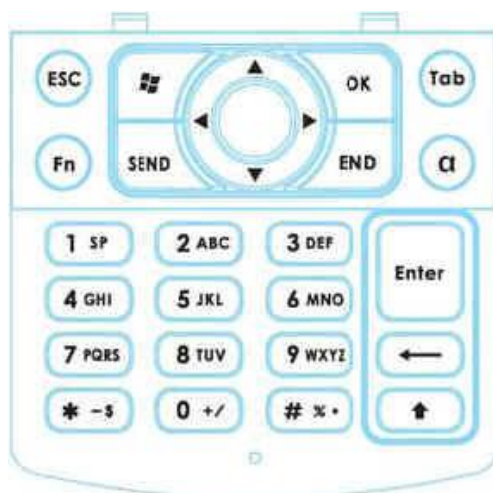 ESC OK Tab
Fn SEND END α
1 SP 2 ABC 3 DEF
Enter
4 GHI 5 JKL 6 MNO
7 PQRS 8 TUV 9 WXYZ
* - $ 0 + / # % •